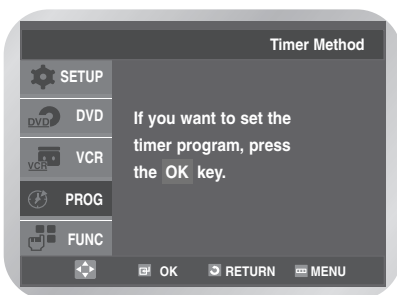 Timer Method
SETUP
DVD DVD
VCR VCR
PROG
FUNC
If you want to set the
timer program, press
the OK key.
OK RETURN MENU